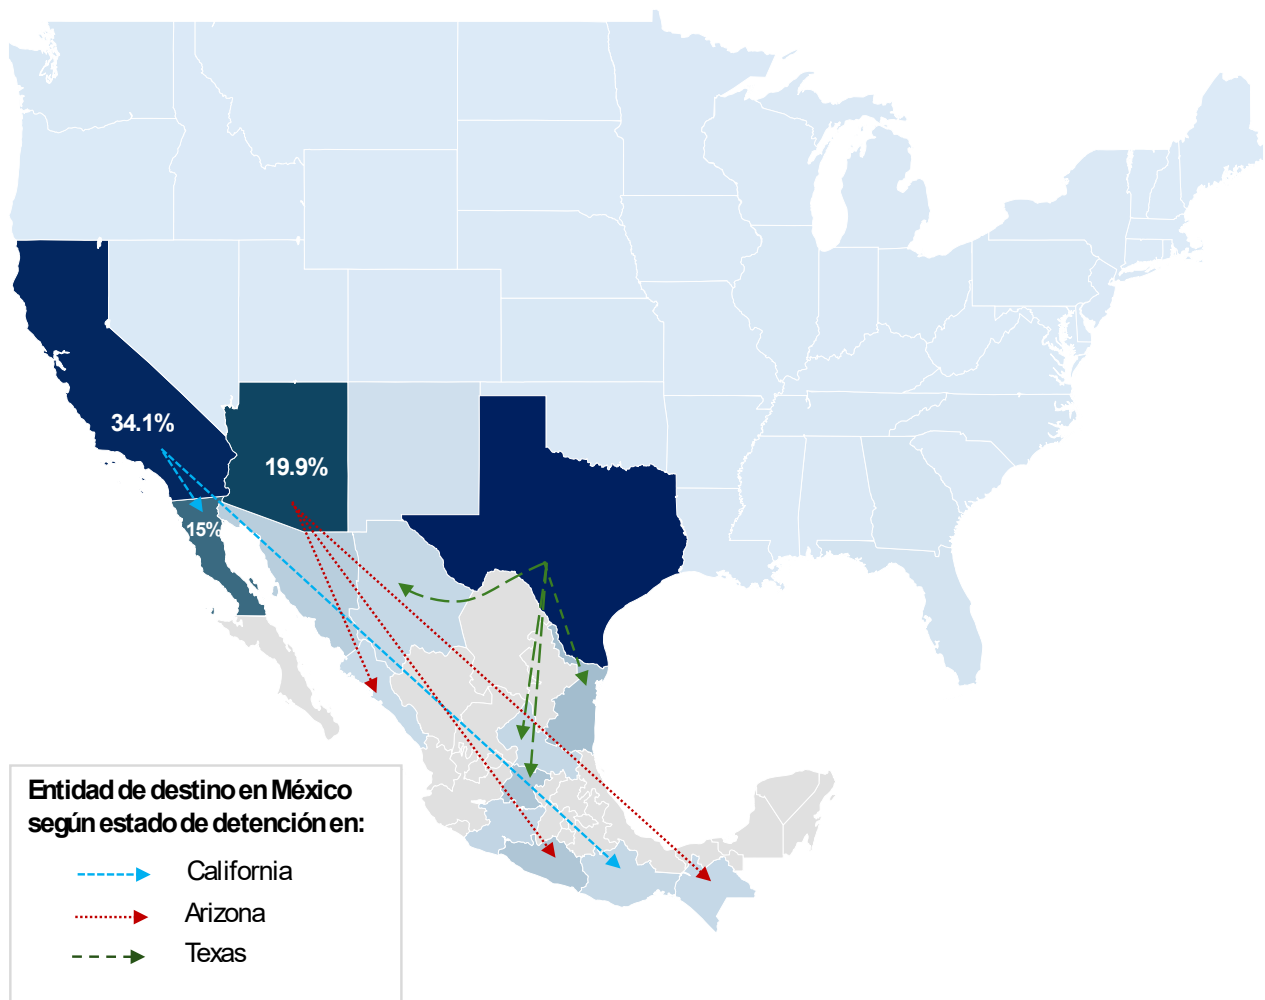 34.1%
19.9%
15%
Entidad de destino en México
según estado de detención en:
California
Arizona
Texas